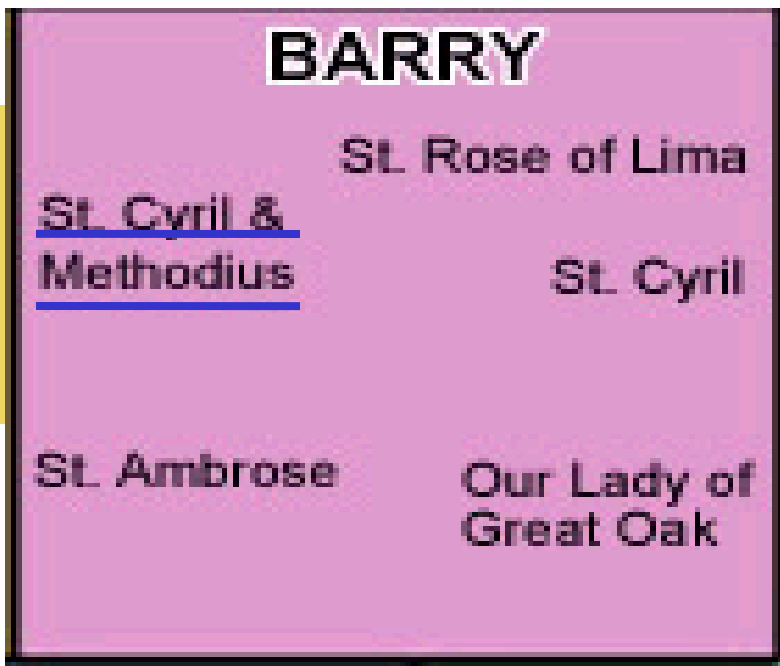 BARRY
St. Rose of Lima
St. Cyril &
Methodius
St. Cyril
St. Ambrose
Our Lady of
Great Oak